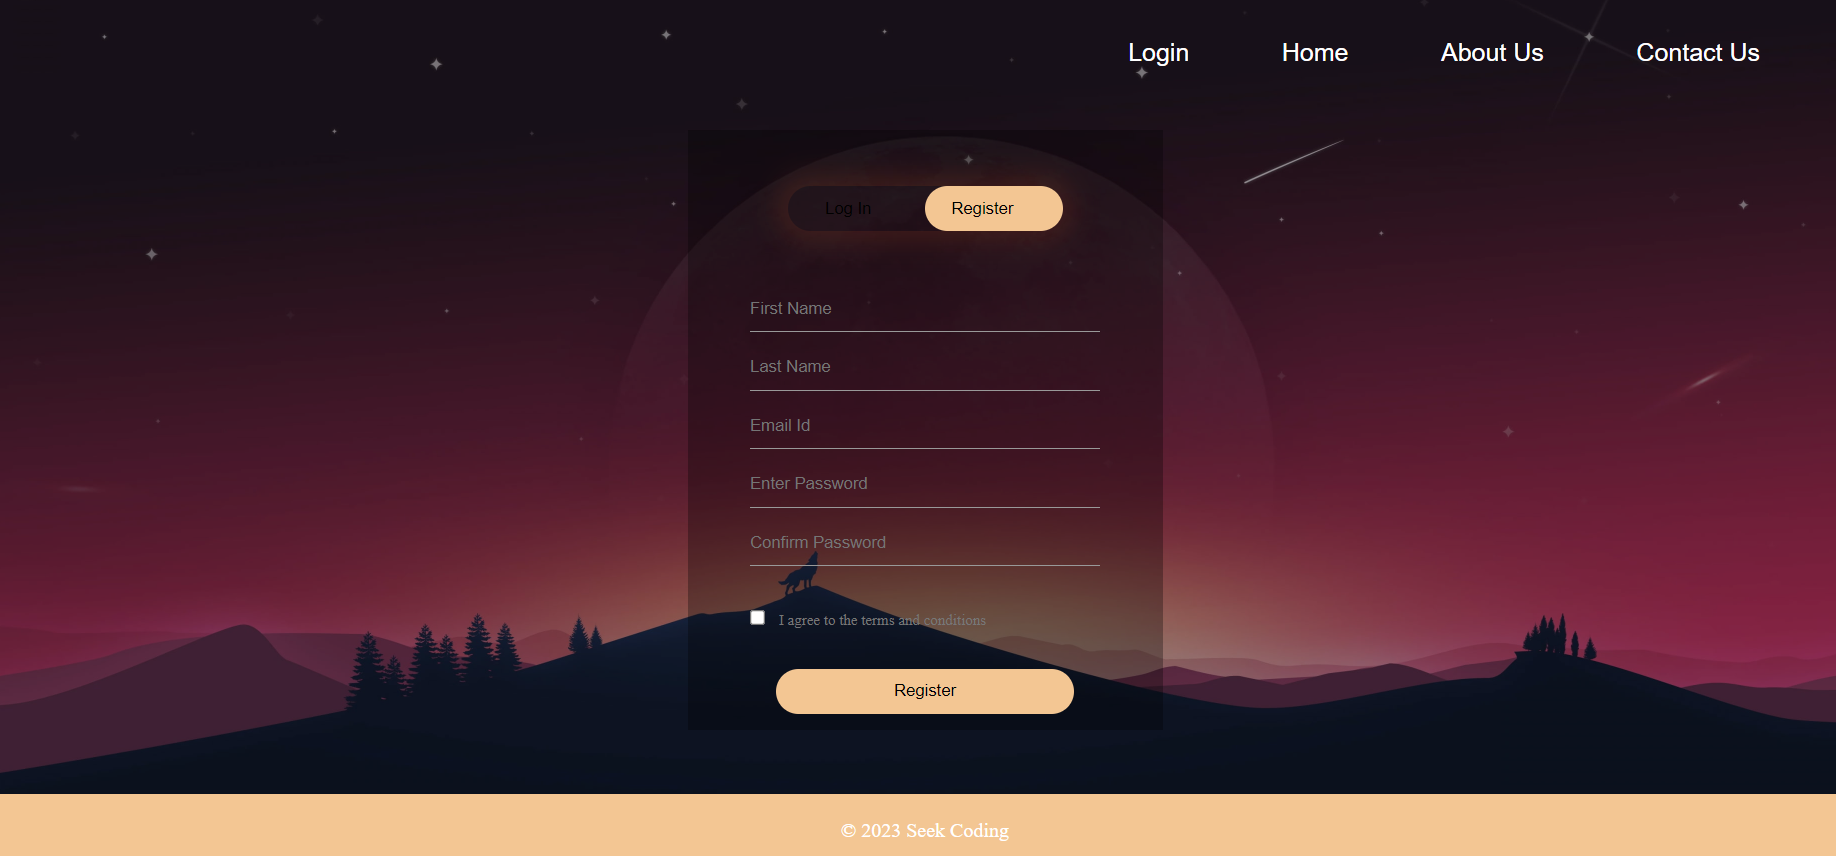 Login Home About Us Contact Us
Log In Register
First Name
Last Name
Email Id
Enter Password
Confirm Password
I agree to the terms and conditions
Register
© 2023 Seek Coding